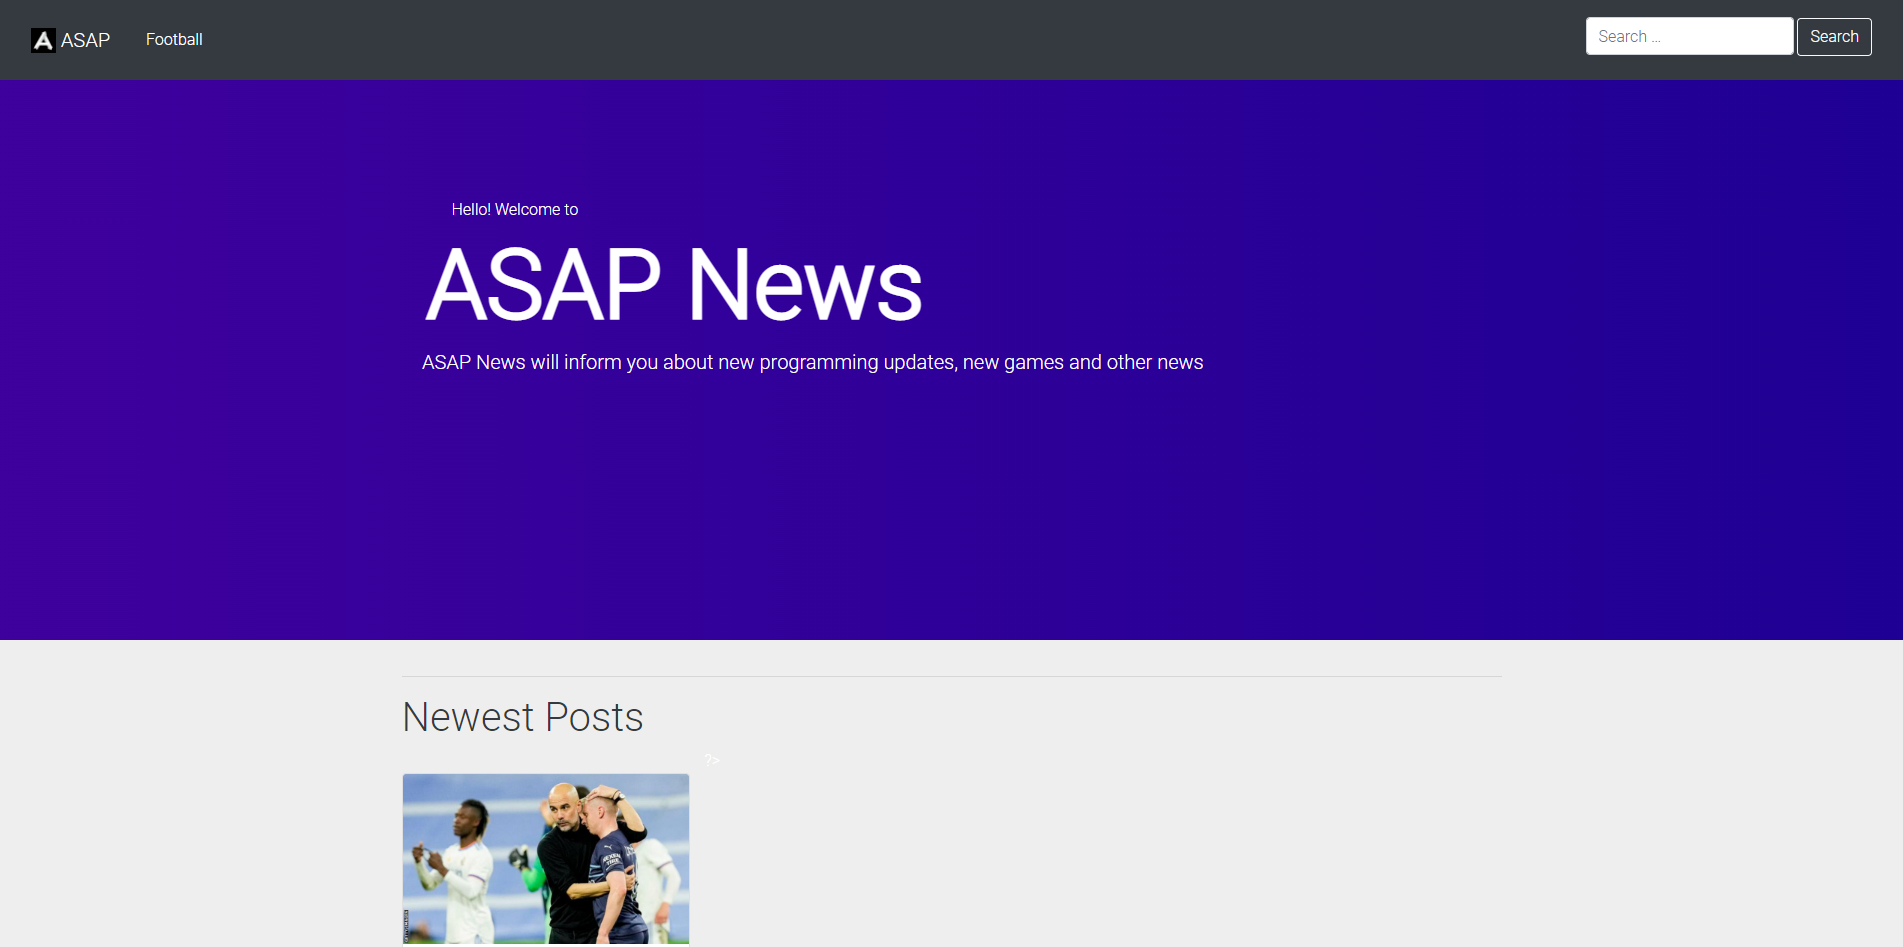 ASAP
Football
Search ...
Search
Hello! Welcome to
ASAP News
ASAP News will inform you about new programming updates, new games and other news
Newest Posts
?>